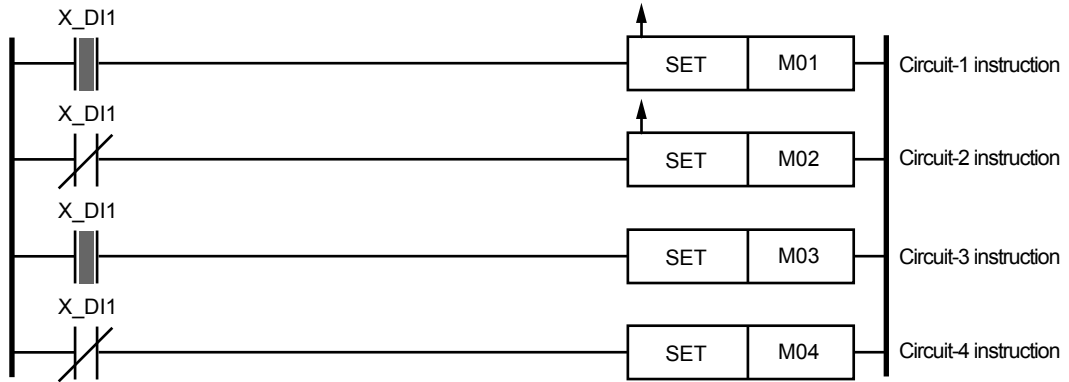 X_DI1
SET M01 Circuit-1 instruction
X_DI1
SET M02 Circuit-2 instruction
X_DI1
SET M03 Circuit-3 instruction
X_DI1
SET M04 Circuit-4 instruction